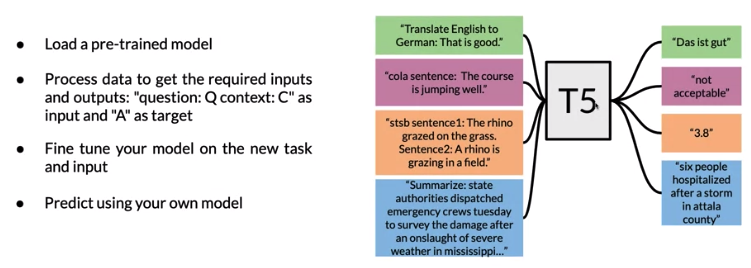 Load a pre-trained model
Process data to get the required inputs
and outputs: "question: Q context: C" as
input and "A" as target
Fine tune your model on the new task
and input
Predict using your own model
"Translate English to
German: That is good."
"cola sentence: The course
is jumping well."
"stsb sentence1: The rhino
grazed on the grass.
Sentence2: A rhino is
grazing in a field."
"Summarize: state
authorities dispatched
emergency crews tuesday
to survey the damage after
an onslaught of severe
weather in mississippi..."
T5
"Das ist gut"
"not
acceptable"
"3.8"
"six people
hospitalized
after a storm
in attala
county"